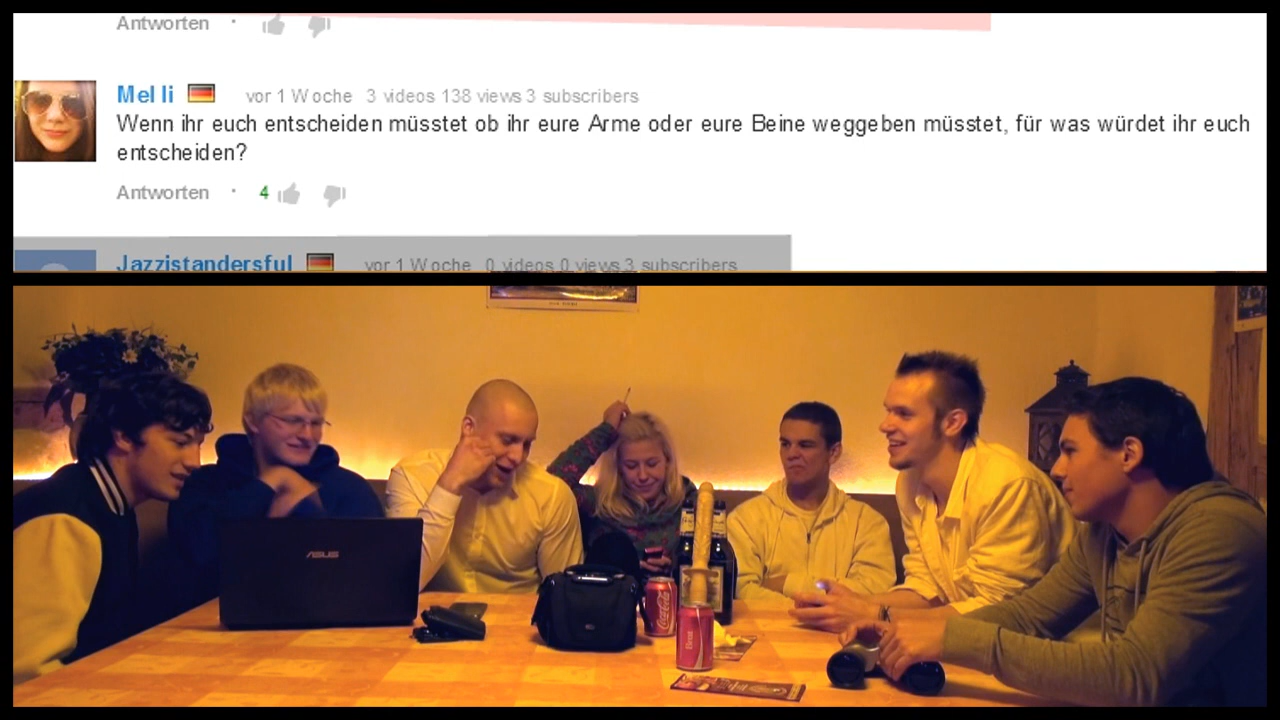 Antworten ·
Mel li vor 1 Woche 3 videos 138 views 3 subscribers
Wenn ihr euch entscheiden müsstet ob ihr eure Arme oder eure Beine weggeben müsstet, für was würdet ihr euch
entscheiden?
Antworten · 4
Jazzistandersful vor 1 Woche 0 videos 0 views 3 subscribers
ASUS
Coca-Cola